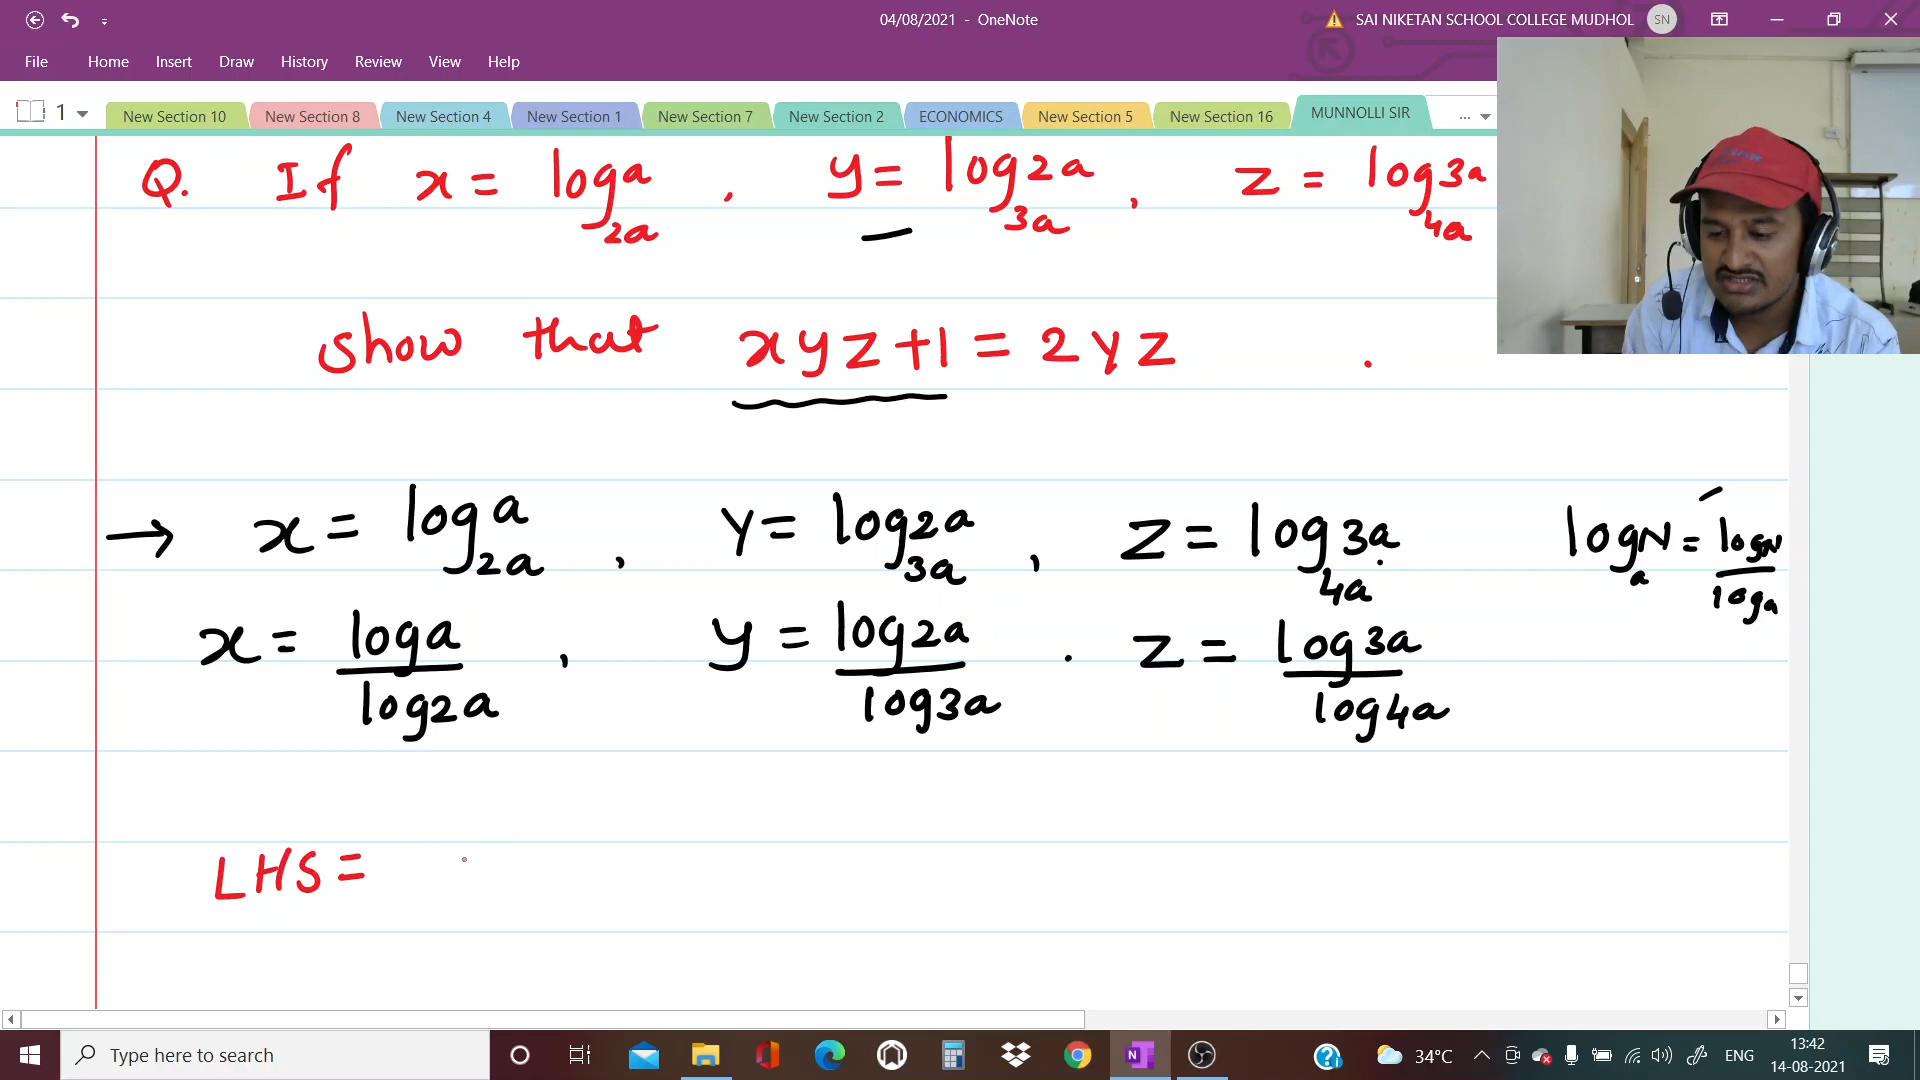 04/08/2021 - OneNote
SAI NIKETAN SCHOOL COLLEGE MUDHOL SN
File Home Insert Draw History Review View Help
1 New Section 10 New Section 8 New Section 4 New Section 1 New Section 7 New Section 2 ECONOMICS New Section 5 New Section 16 MUNNOLLI SIR ...
Q. If x = log_{2a} a , y = log_{3a} 2a , z = log_{4a} 3a
show that xyz+1 = 2yz .
→ x = log_{2a} a , y = log_{3a} 2a , z = log_{4a} 3a log_a N = log N / log a
x = log a / log 2a , y = log 2a / log 3a . z = log 3a / log 4a
LHS =
Type here to search 34°C ENG 13:42
14-08-2021